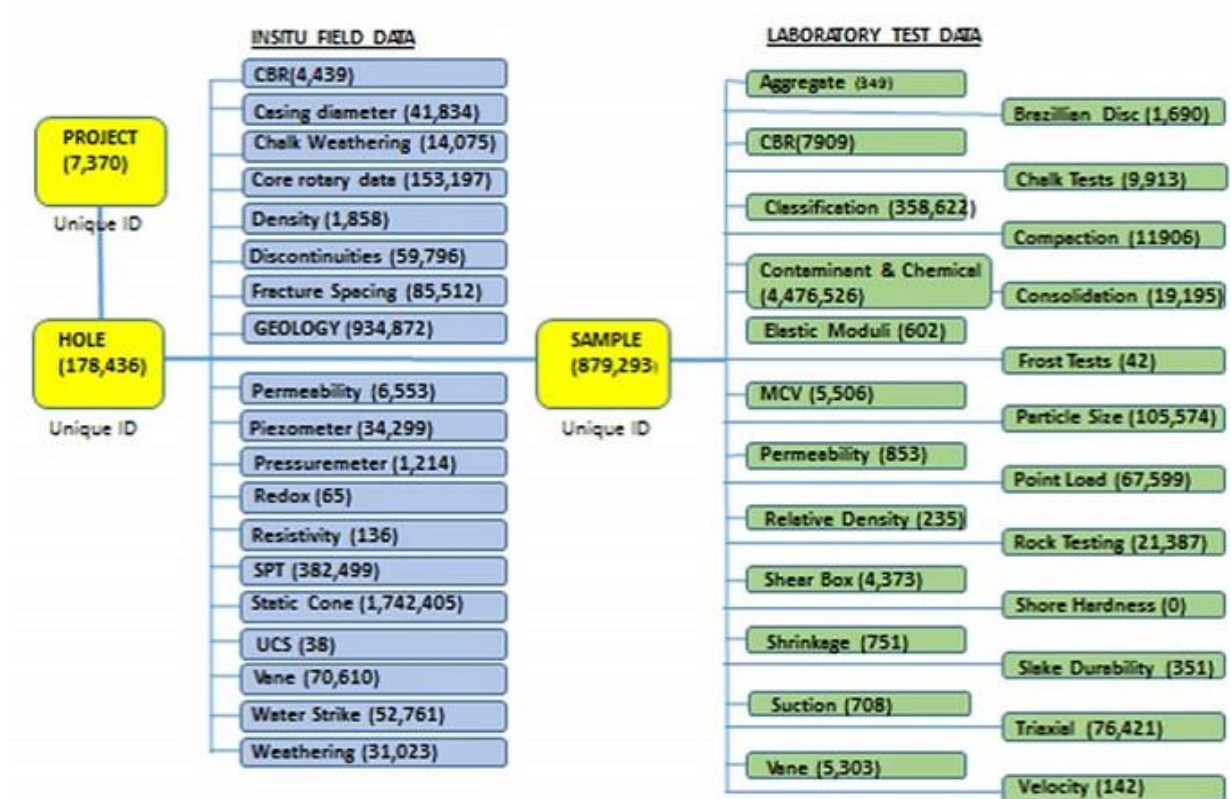 INSITU FIELD DATA
CBR(4,439)
Casing diameter (41,834)
Chalk Weathering (14,075)
Core rotary data (153,197)
Density (1,858)
Discontinuities (59,796)
Fracture Spacing (85,512)
GEOLOGY (934,872)
Permeability (6,553)
Piezometer (34,299)
Pressuremeter (1,214)
Redox (65)
Resistivity (136)
SPT (382,499)
Static Cone (1,742,405)
UCS (38)
Vane (70,610)
Water Strike (52,761)
Weathering (31,023)
PROJECT
(7,370)
Unique ID
HOLE
(178,436)
Unique ID
SAMPLE
(879,293)
Unique ID
LABORATORY TEST DATA
Aggregate (349)
Brazillian Disc (1,690)
CBR(7909)
Chalk Tests (9,913)
Classification (358,622)
Compaction (11906)
Contaminant & Chemical
(4,476,526)
Consolidation (19,195)
Elastic Moduli (602)
Frost Tests (42)
MCV (5,506)
Particle Size (105,574)
Permeability (853)
Point Load (67,599)
Relative Density (235)
Rock Testing (21,387)
Shear Box (4,373)
Shore Hardness (0)
Shrinkage (751)
Slake Durability (351)
Suction (708)
Triaxial (76,421)
Vane (5,303)
Velocity (142)